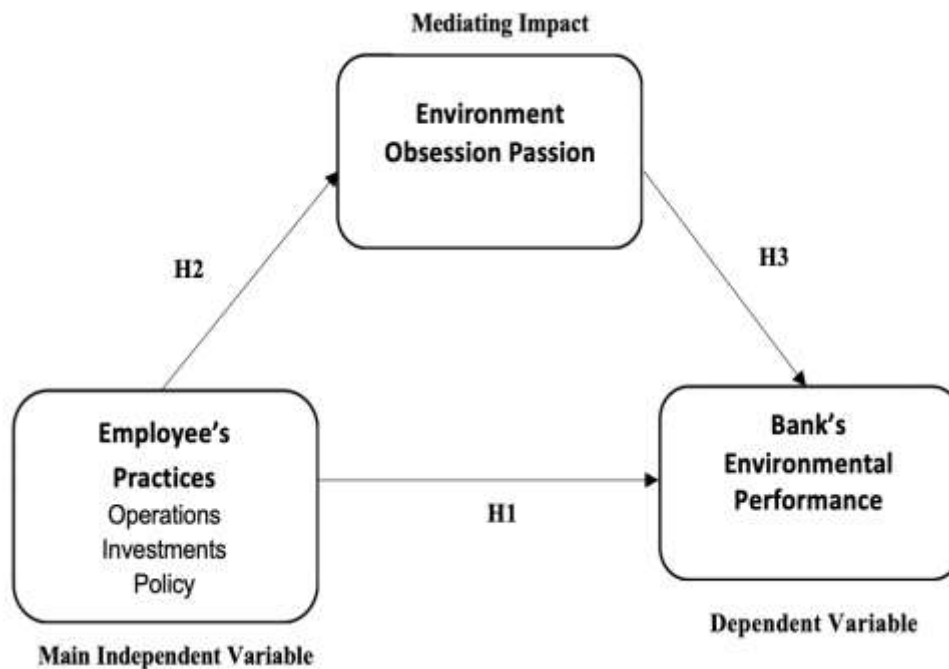 Mediating Impact
Environment
Obsession Passion
H2
H3
Employee's
Practices
Operations
Investments
Policy
H1
Bank's
Environmental
Performance
Main Independent Variable
Dependent Variable